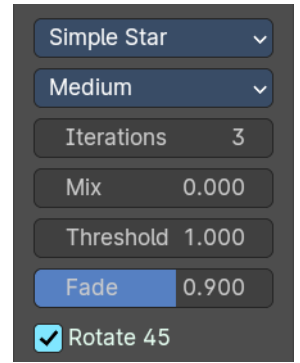 Simple Star
Medium
Iterations 3
Mix 0.000
Threshold 1.000
Fade 0.900
Rotate 45